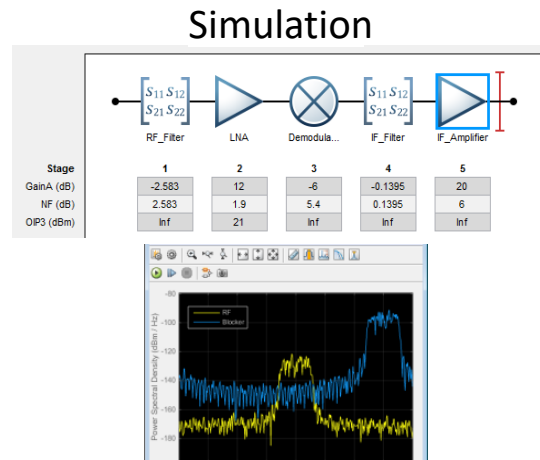 Simulation
S11 S12 S11 S12
S21 S22 S21 S22
RF_Filter LNA Demodula... IF_Filter IF_Amplifier
Stage 1 2 3 4 5
GainA (dB) -2.583 12 -6 -0.1395 20
NF (dB) 2.583 1.9 5.4 0.1395 6
OIP3 (dBm) Inf 21 Inf Inf Inf
-80
RF
Blocker
-100
-120
-140
-160
-180
Power Spectral Density (dBm / Hz)